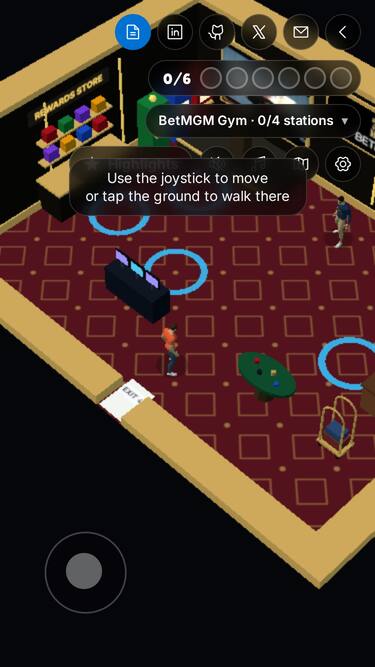 0/6
BetMGM Gym · 0/4 stations
Highlights
Use the joystick to move
or tap the ground to walk there
REWARDS STORE
EXIT